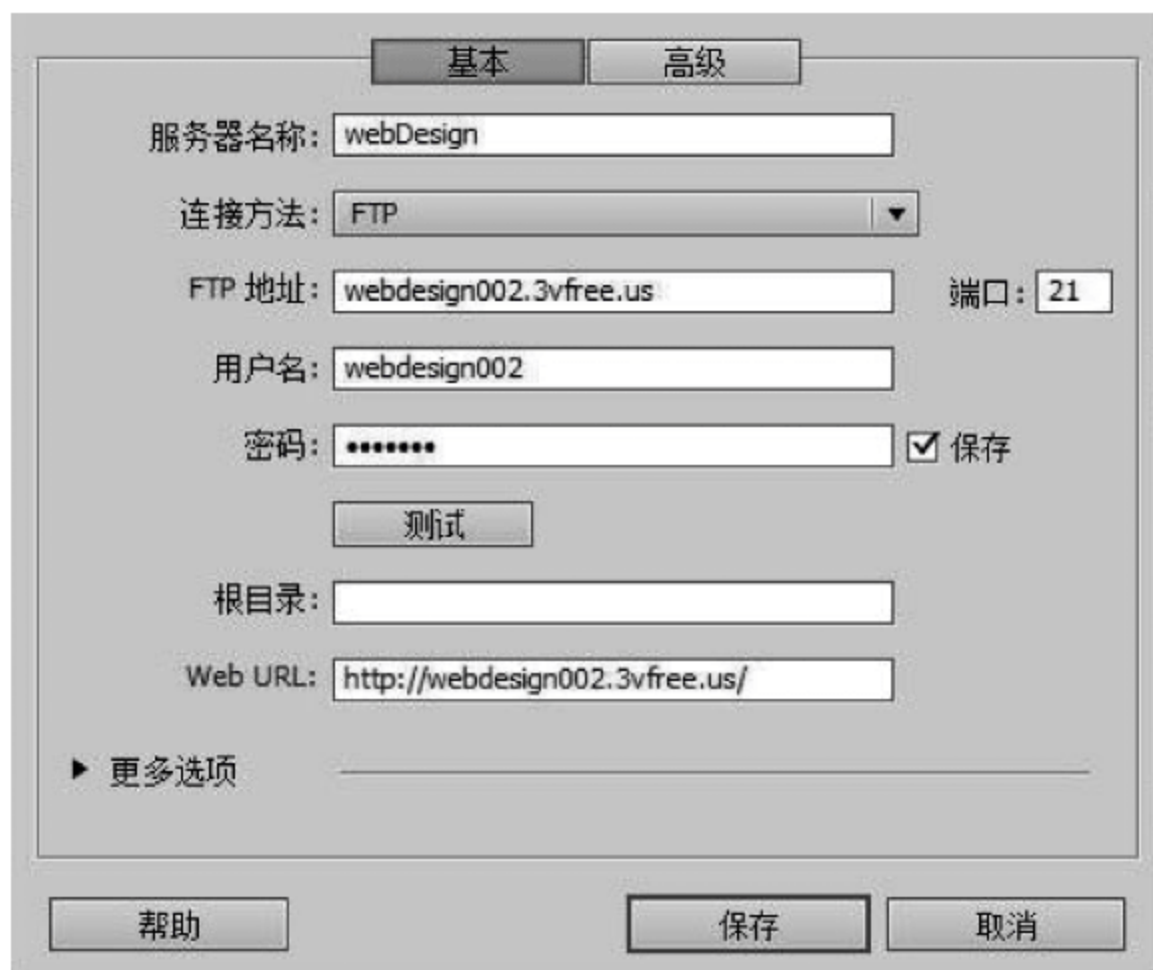 基本 高级
服务器名称: webDesign
连接方法: FTP
FTP 地址: webdesign002.3vfree.us 端口: 21
用户名: webdesign002
密码: ••••••• 保存
测试
根目录:
Web URL: http://webdesign002.3vfree.us/
更多选项
帮助 保存 取消